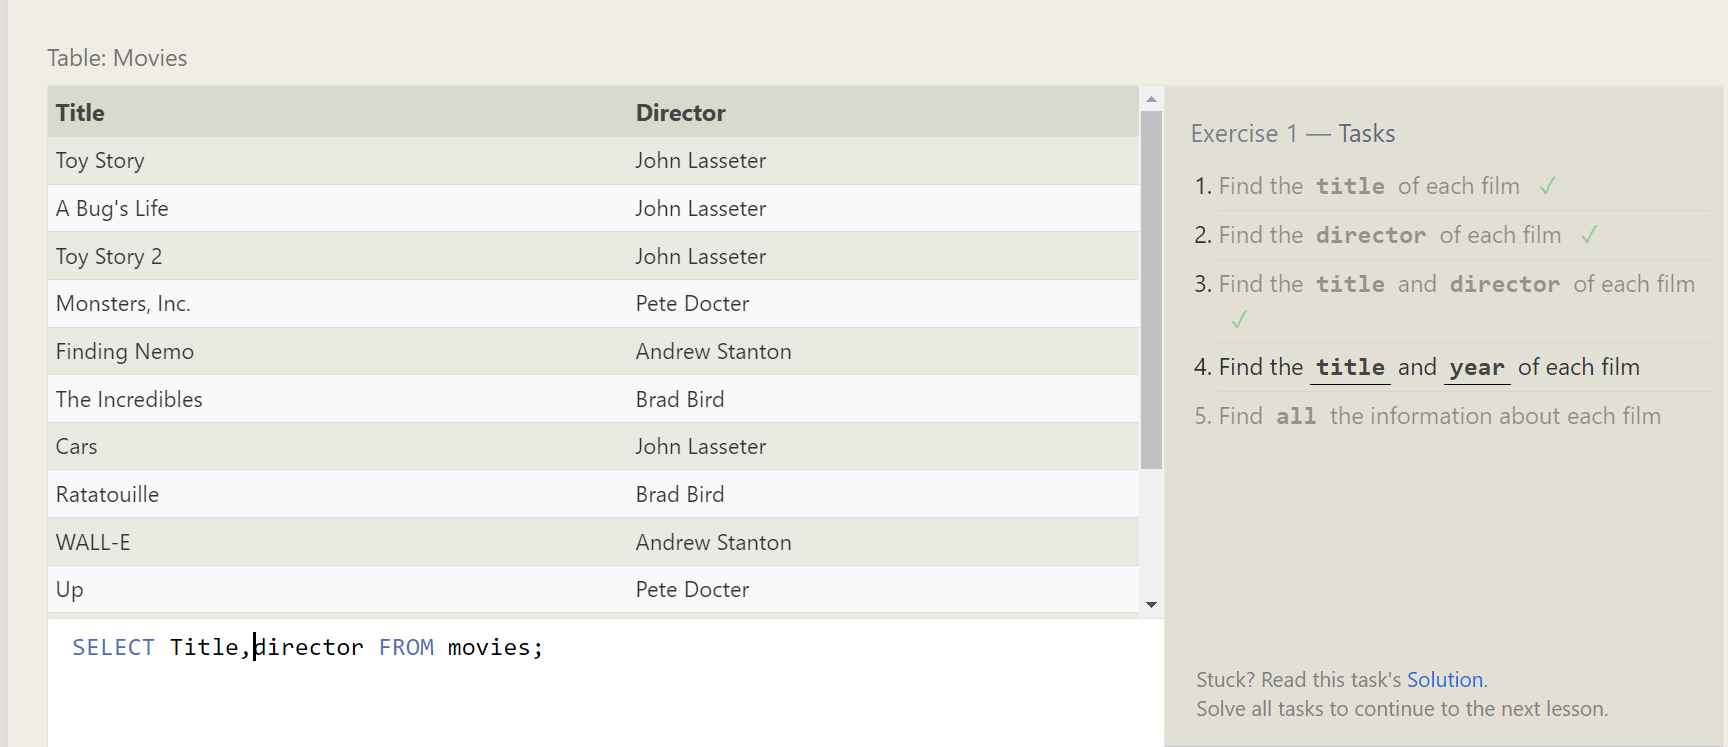 Table: Movies
Title Director
Toy Story John Lasseter
A Bug's Life John Lasseter
Toy Story 2 John Lasseter
Monsters, Inc. Pete Docter
Finding Nemo Andrew Stanton
The Incredibles Brad Bird
Cars John Lasseter
Ratatouille Brad Bird
WALL-E Andrew Stanton
Up Pete Docter
SELECT Title,director FROM movies;
Exercise 1 — Tasks
1. Find the title of each film ✓
2. Find the director of each film ✓
3. Find the title and director of each film
✓
4. Find the title and year of each film
5. Find all the information about each film
Stuck? Read this task's Solution.
Solve all tasks to continue to the next lesson.